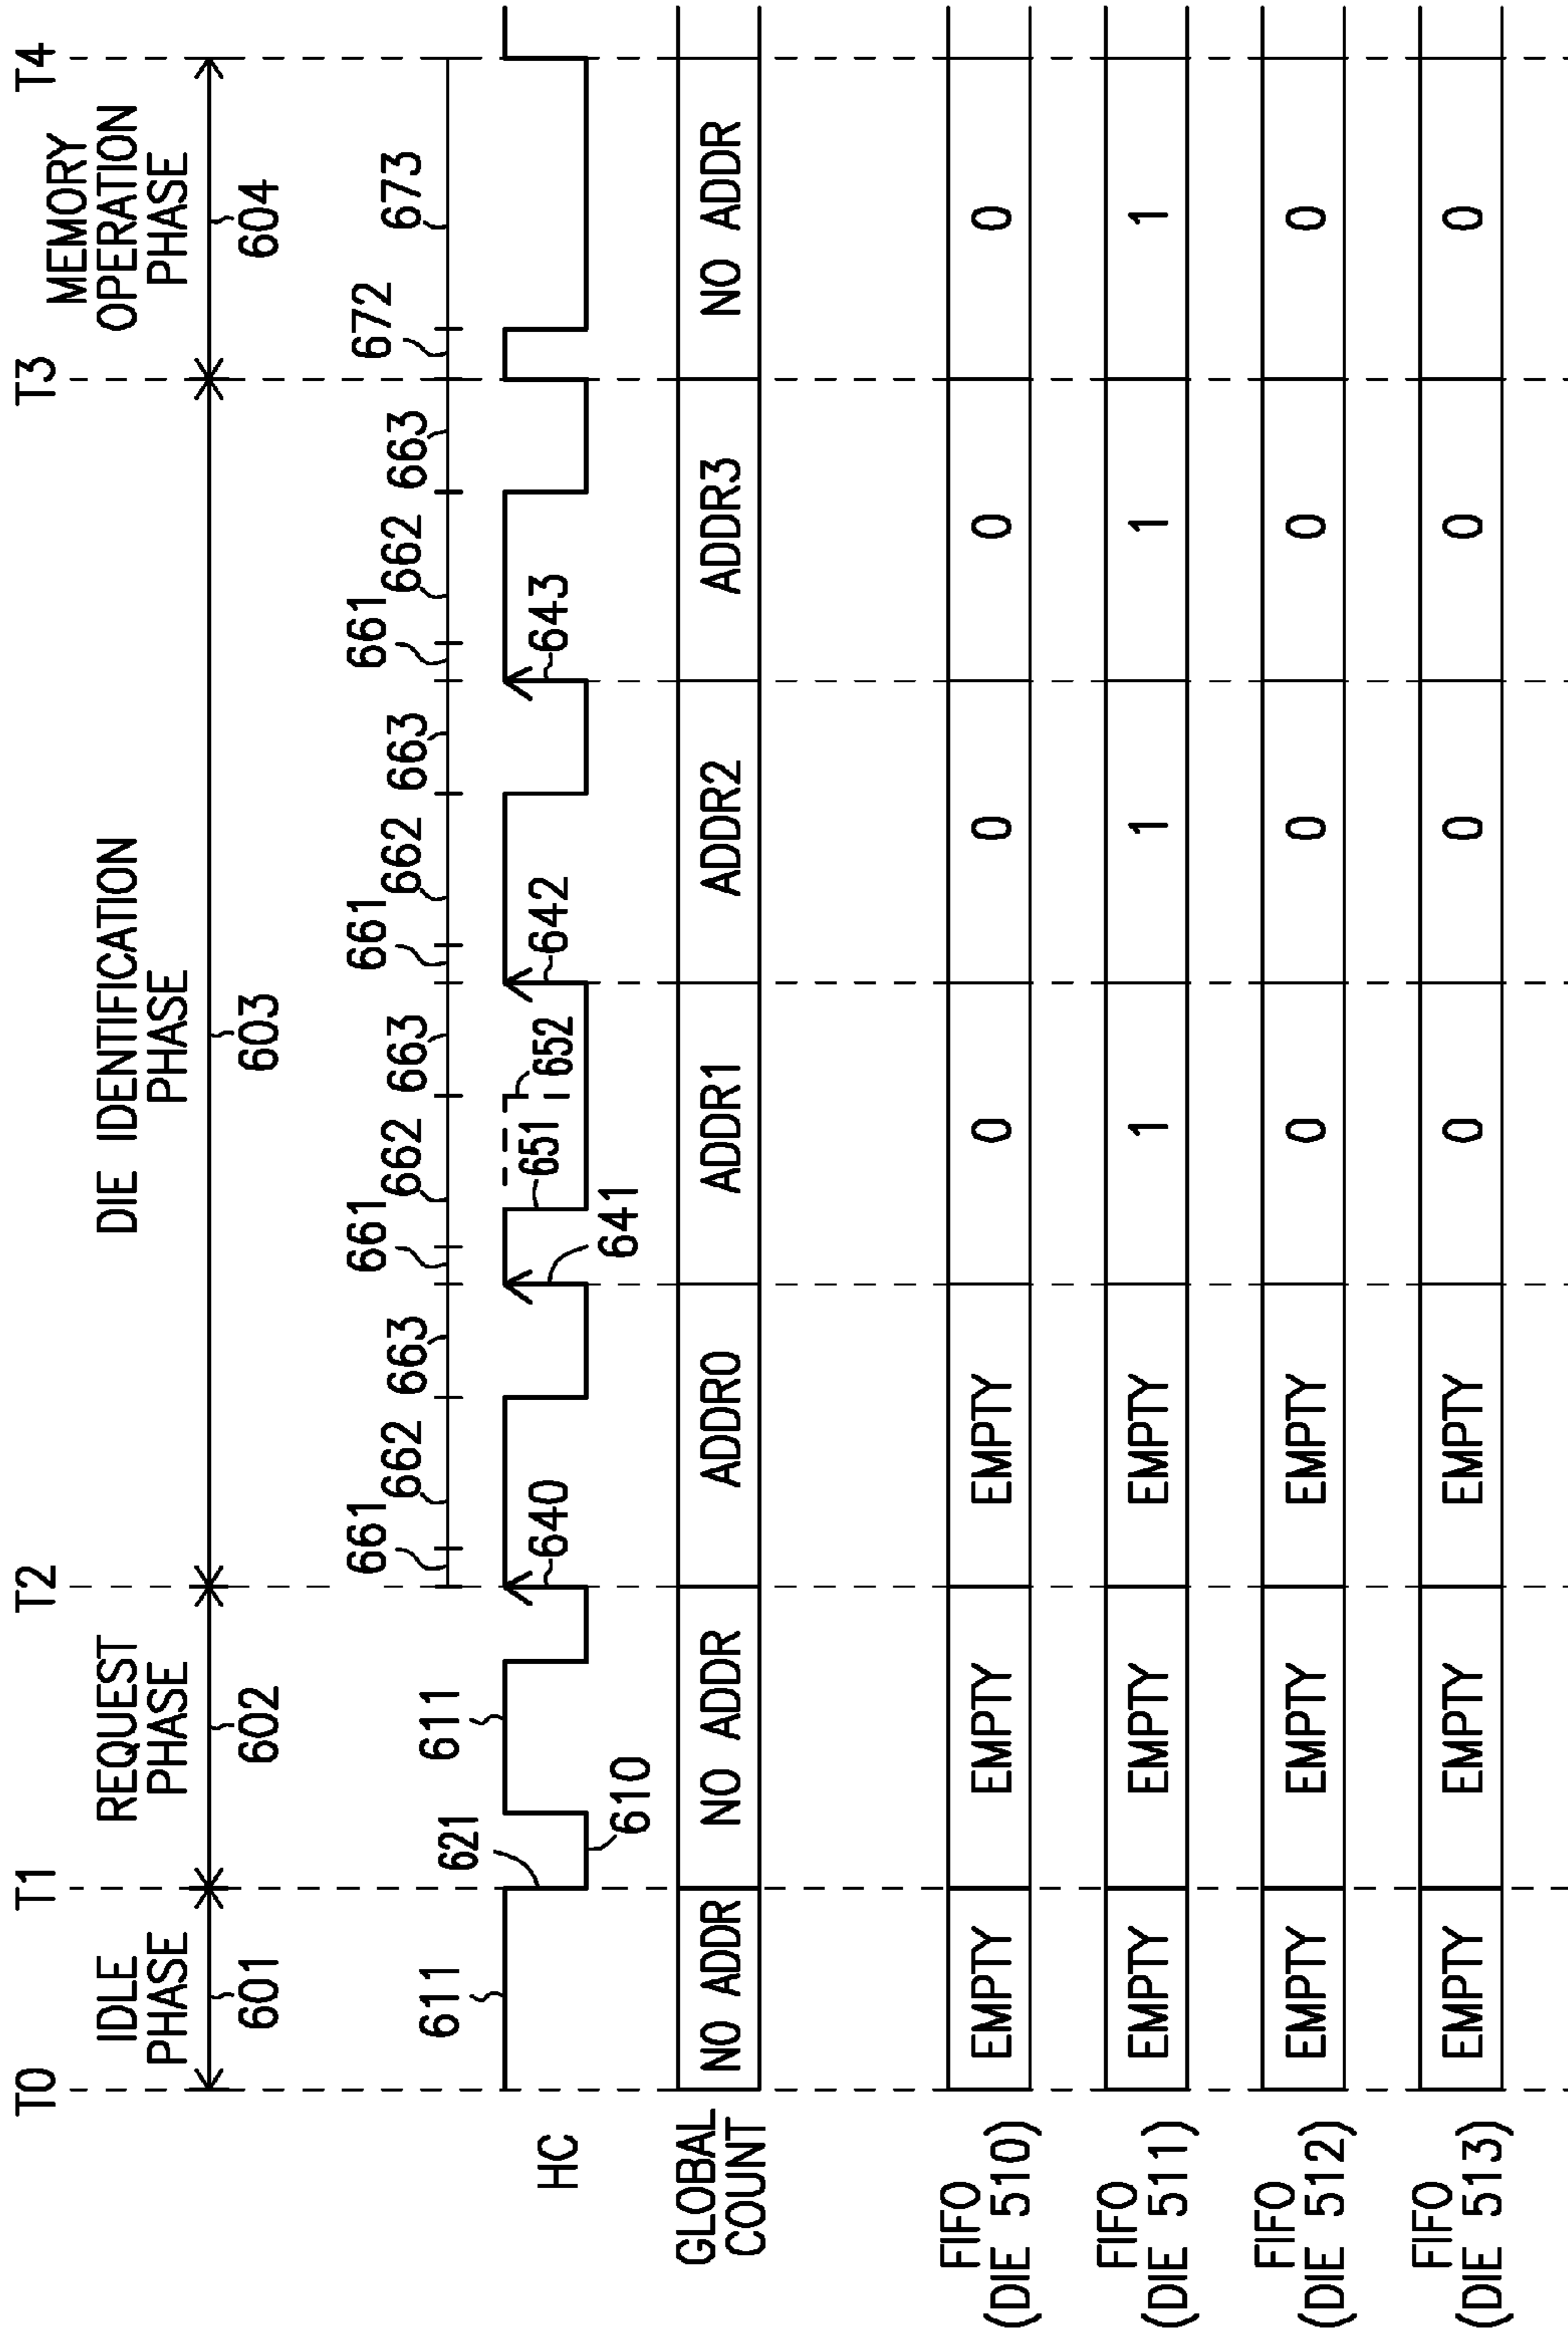 T0
T1
T2
T3
T4
IDLE
PHASE
601
REQUEST
PHASE
602
DIE IDENTIFICATION
PHASE
603
MEMORY
OPERATION
PHASE
604
661
661
661
661
672
662
663
662
663
662
663
662
663
673
611
621
611
HC
610
640
641
651
652
642
643
GLOBAL
COUNT
NO ADDR
NO ADDR
ADDR0
ADDR1
ADDR2
ADDR3
NO ADDR
FIFO
(DIE 510)
EMPTY
EMPTY
EMPTY
0
0
0
0
FIFO
(DIE 511)
EMPTY
EMPTY
EMPTY
1
1
1
1
FIFO
(DIE 512)
EMPTY
EMPTY
EMPTY
0
0
0
0
FIFO
(DIE 513)
EMPTY
EMPTY
EMPTY
0
0
0
0